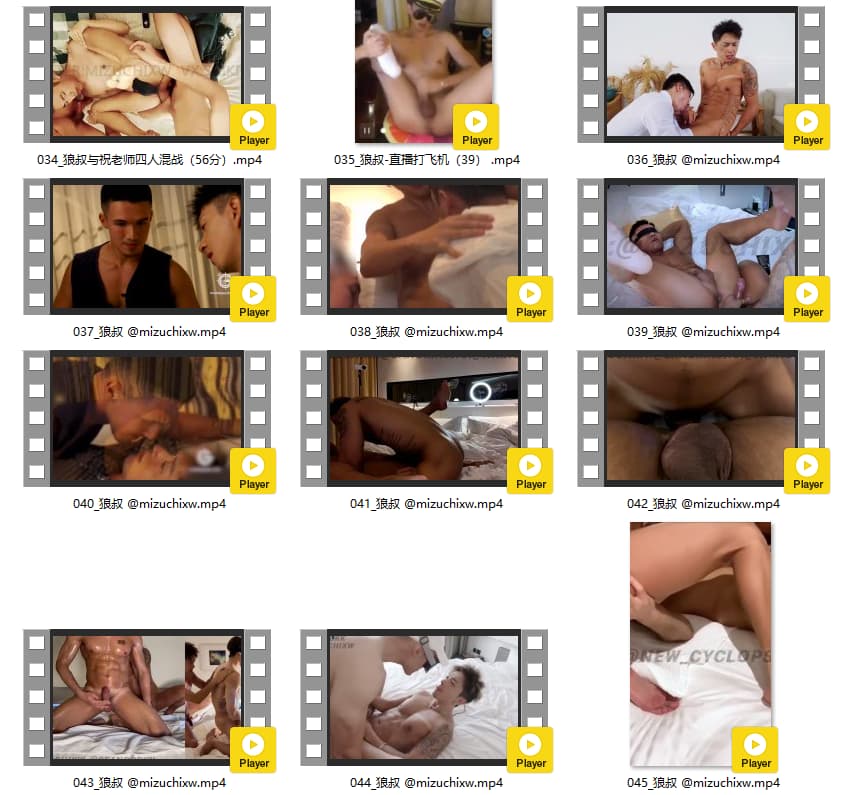 034_狼叔与祝老师四人混战（56分）.mp4
035_狼叔-直播打飞机（39） .mp4
036_狼叔 @mizuchixw.mp4
Player
Player
Player
037_狼叔 @mizuchixw.mp4
038_狼叔 @mizuchixw.mp4
039_狼叔 @mizuchixw.mp4
Player
Player
Player
040_狼叔 @mizuchixw.mp4
041_狼叔 @mizuchixw.mp4
042_狼叔 @mizuchixw.mp4
Player
Player
Player
@NEW_CYCLOPS
043_狼叔 @mizuchixw.mp4
044_狼叔 @mizuchixw.mp4
045_狼叔 @mizuchixw.mp4
Player
Player
Player